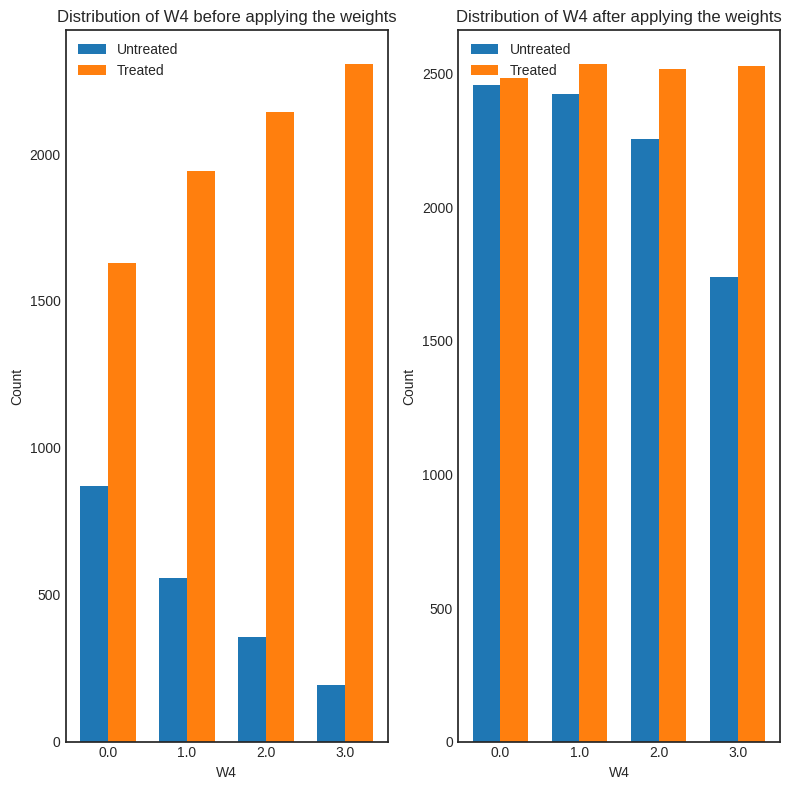 Distribution of W4 before applying the weights
Untreated
Treated
2000
1500
1000
500
0
Count
0.0 1.0 2.0 3.0
W4
Distribution of W4 after applying the weights
Untreated
Treated
2500
2000
1500
1000
500
0
Count
0.0 1.0 2.0 3.0
W4